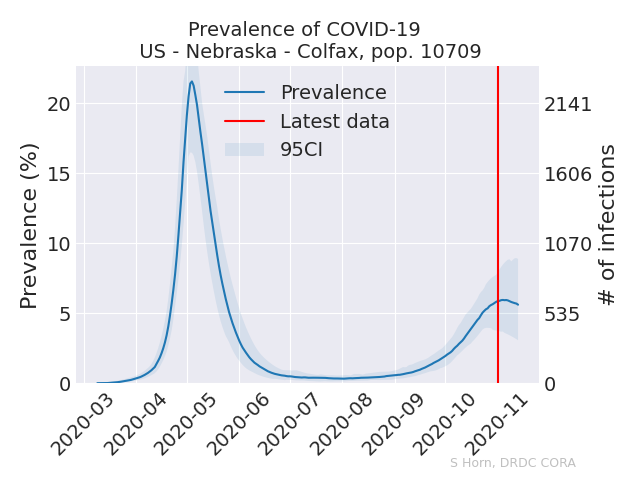 Prevalence of COVID-19
US - Nebraska - Colfax, pop. 10709
Prevalence
Latest data
95CI
Prevalence (%)
20
15
10
5
0
# of infections
2141
1606
1070
535
0
2020-03
2020-04
2020-05
2020-06
2020-07
2020-08
2020-09
2020-10
2020-11
S Horn, DRDC CORA